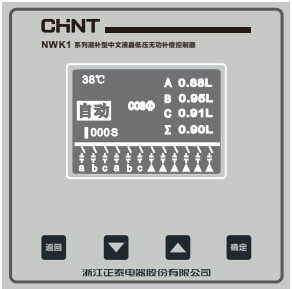 CHNT
NWK1 系列混补型中文液晶低压无功补偿控制器
38℃
A 0.88L
自动 COSΦ B 0.95L
C 0.91L
000S Σ 0.90L
a b c a b c
返回 确定
浙江正泰电器股份有限公司